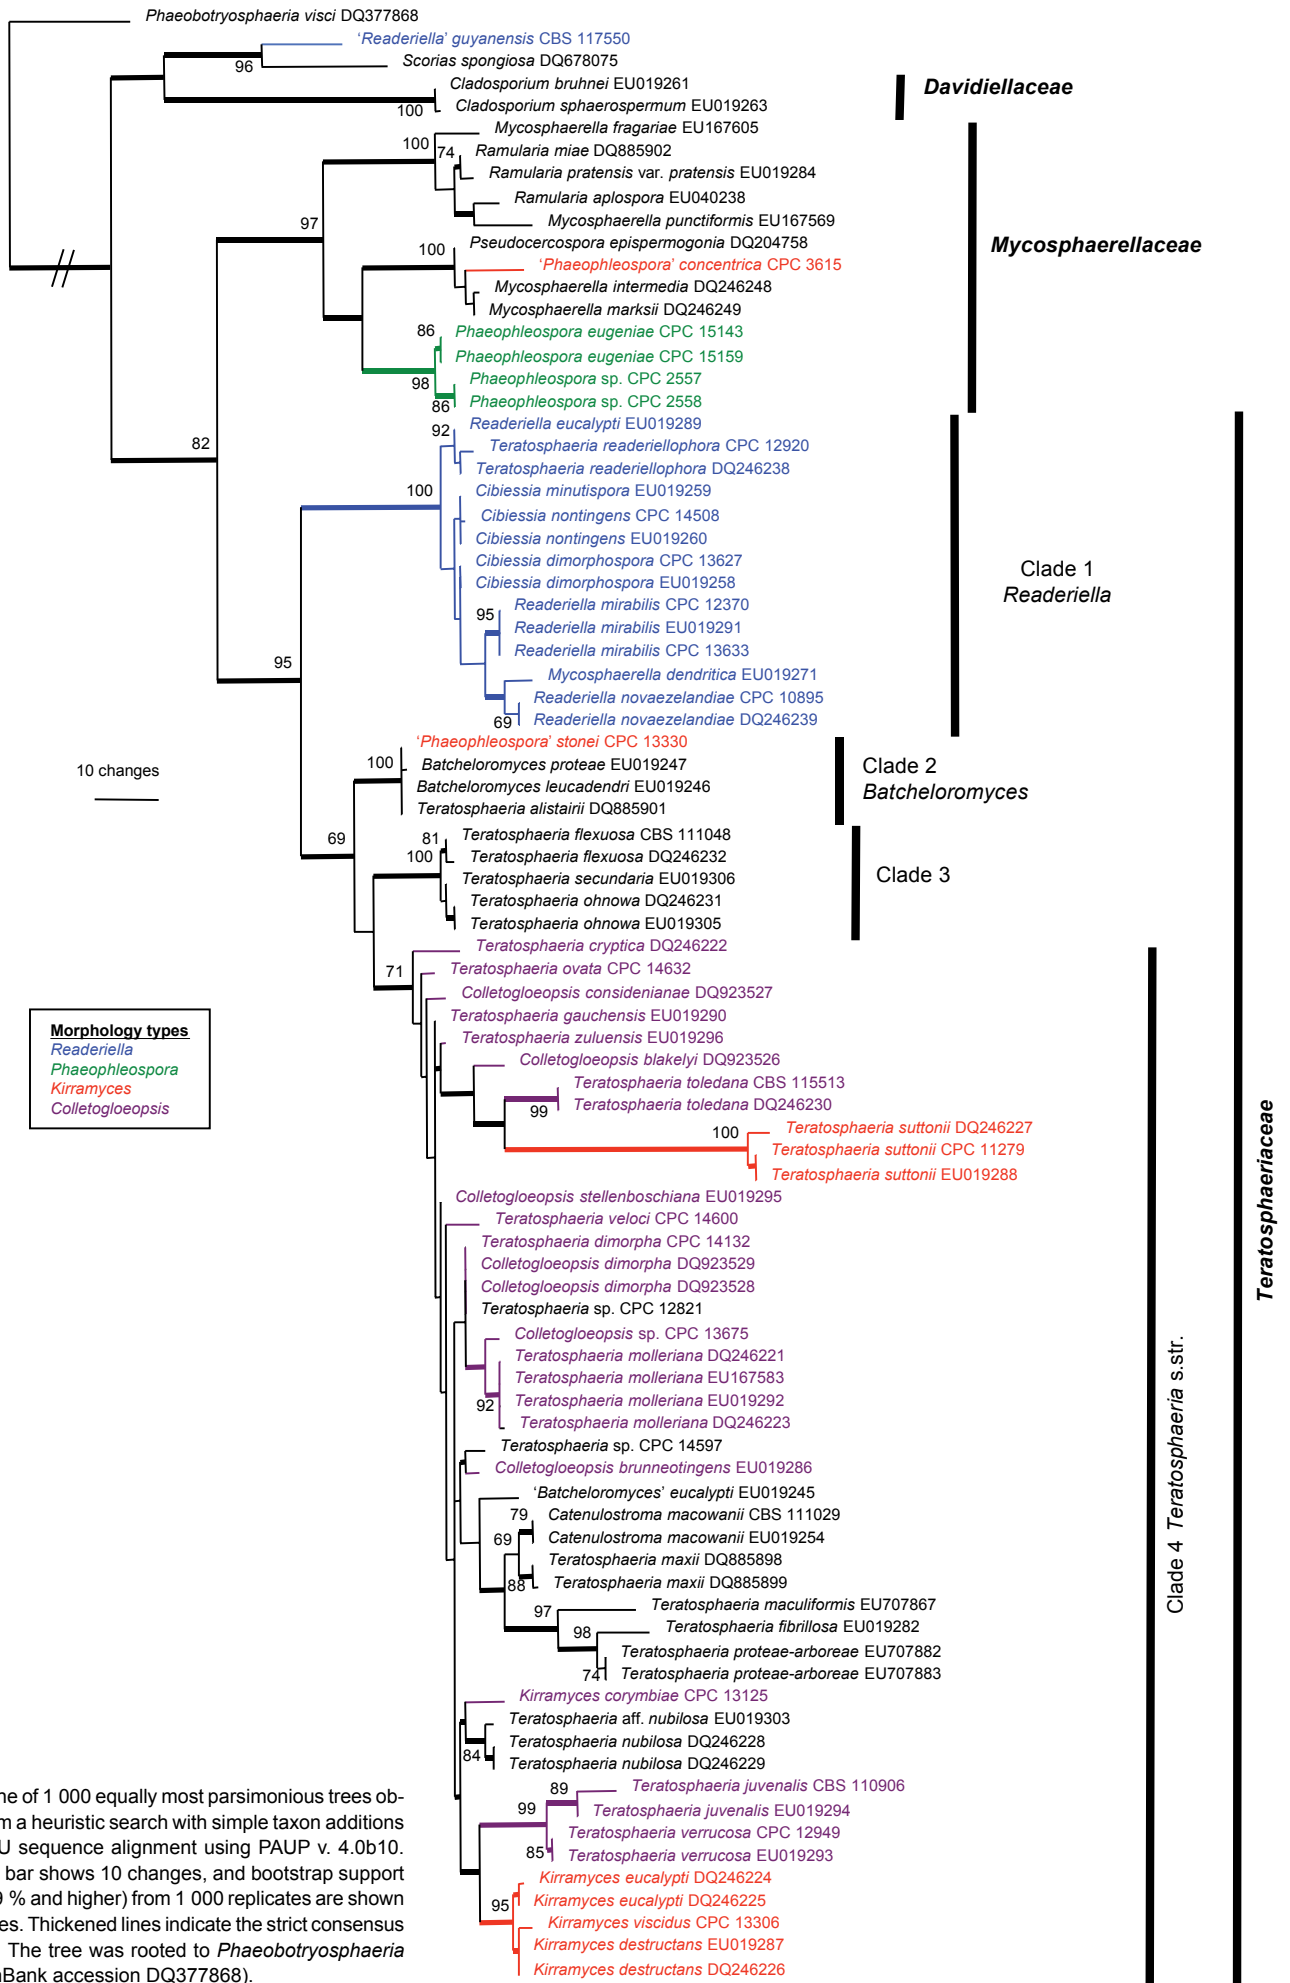 Phaeobotryosphaeria visci DQ377868
'Readeriella' guyanensis CBS 117550
96
Scorias spongiosa DQ678075
Cladosporium bruhnei EU019261
Davidiellaceae
100
Cladosporium sphaerospermum EU019263
Mycosphaerella fragariae EU167605
100
74
Ramularia miae DQ885902
Ramularia pratensis var. pratensis EU019284
Ramularia aplospora EU040238
97
Mycosphaerella punctiformis EU167569
Mycosphaerellaceae
100
Pseudocercospora epispermogonia DQ204758
'Phaeophleospora' concentrica CPC 3615
Mycosphaerella intermedia DQ246248
Mycosphaerella marksii DQ246249
86
Phaeophleospora eugeniae CPC 15143
Phaeophleospora eugeniae CPC 15159
98
Phaeophleospora sp. CPC 2557
86
Phaeophleospora sp. CPC 2558
82
92
Readeriella eucalypti EU019289
Teratosphaeria readeriellophora CPC 12920
Teratosphaeria readeriellophora DQ246238
100
Cibiessia minutispora EU019259
Cibiessia nontingens CPC 14508
Cibiessia nontingens EU019260
Cibiessia dimorphospora CPC 13627
Cibiessia dimorphospora EU019258
Clade 1
Readeriella
95
Readeriella mirabilis CPC 12370
Readeriella mirabilis EU019291
Readeriella mirabilis CPC 13633
95
Mycosphaerella dendritica EU019271
Readeriella novaezelandiae CPC 10895
69
Readeriella novaezelandiae DQ246239
'Phaeophleospora' stonei CPC 13330
10 changes
100
Batcheloromyces proteae EU019247
Batcheloromyces leucadendri EU019246
Teratosphaeria alistairii DQ885901
Clade 2
Batcheloromyces
69
81
Teratosphaeria flexuosa CBS 111048
100
Teratosphaeria flexuosa DQ246232
Teratosphaeria secundaria EU019306
Teratosphaeria ohnowa DQ246231
Teratosphaeria ohnowa EU019305
Clade 3
Teratosphaeria cryptica DQ246222
71
Teratosphaeria ovata CPC 14632
Colletogloeopsis considenianae DQ923527
Teratosphaeria gauchensis EU019290
Teratosphaeria zuluensis EU019296
Morphology types
Readeriella
Phaeophleospora
Kirramyces
Colletogloeopsis
Colletogloeopsis blakelyi DQ923526
Teratosphaeria toledana CBS 115513
99
Teratosphaeria toledana DQ246230
100
Teratosphaeria suttonii DQ246227
Teratosphaeria suttonii CPC 11279
Teratosphaeria suttonii EU019288
Teratosphaeriaceae
Colletogloeopsis stellenboschiana EU019295
Teratosphaeria veloci CPC 14600
Teratosphaeria dimorpha CPC 14132
Colletogloeopsis dimorpha DQ923529
Colletogloeopsis dimorpha DQ923528
Teratosphaeria sp. CPC 12821
Colletogloeopsis sp. CPC 13675
Teratosphaeria molleriana DQ246221
Teratosphaeria molleriana EU167583
92
Teratosphaeria molleriana EU019292
Teratosphaeria molleriana DQ246223
Clade 4 Teratosphaeria s.str.
Teratosphaeria sp. CPC 14597
Colletogloeopsis brunneotingens EU019286
'Batcheloromyces' eucalypti EU019245
79
Catenulostroma macowanii CBS 111029
69
Catenulostroma macowanii EU019254
Teratosphaeria maxii DQ885898
88
Teratosphaeria maxii DQ885899
97
Teratosphaeria maculiformis EU707867
98
Teratosphaeria fibrillosa EU019282
Teratosphaeria proteae-arboreae EU707882
74
Teratosphaeria proteae-arboreae EU707883
Kirramyces corymbiae CPC 13125
Teratosphaeria aff. nubilosa EU019303
Teratosphaeria nubilosa DQ246228
84
Teratosphaeria nubilosa DQ246229
89
Teratosphaeria juvenalis CBS 110906
99
Teratosphaeria juvenalis EU019294
Teratosphaeria verrucosa CPC 12949
85
Teratosphaeria verrucosa EU019293
Kirramyces eucalypti DQ246224
95
Kirramyces eucalypti DQ246225
Kirramyces viscidus CPC 13306
Kirramyces destructans EU019287
Kirramyces destructans DQ246226
ne of 1 000 equally most parsimonious trees ob-
m a heuristic search with simple taxon additions
U sequence alignment using PAUP v. 4.0b10.
bar shows 10 changes, and bootstrap support
9 % and higher) from 1 000 replicates are shown
es. Thickened lines indicate the strict consensus
The tree was rooted to Phaeobotryosphaeria
nBank accession DQ377868).